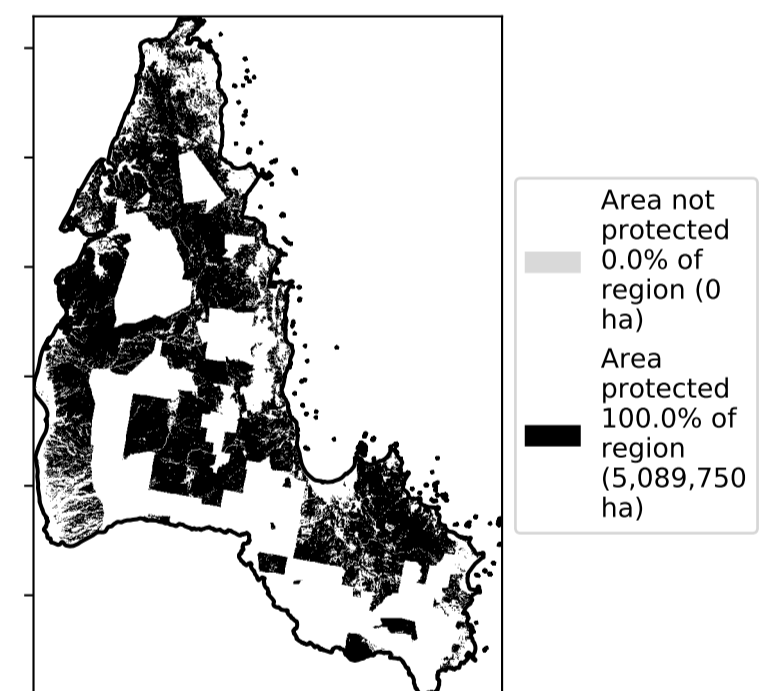 Area not
protected
0.0% of
region (0
ha)
Area
protected
100.0% of
region
(5,089,750
ha)